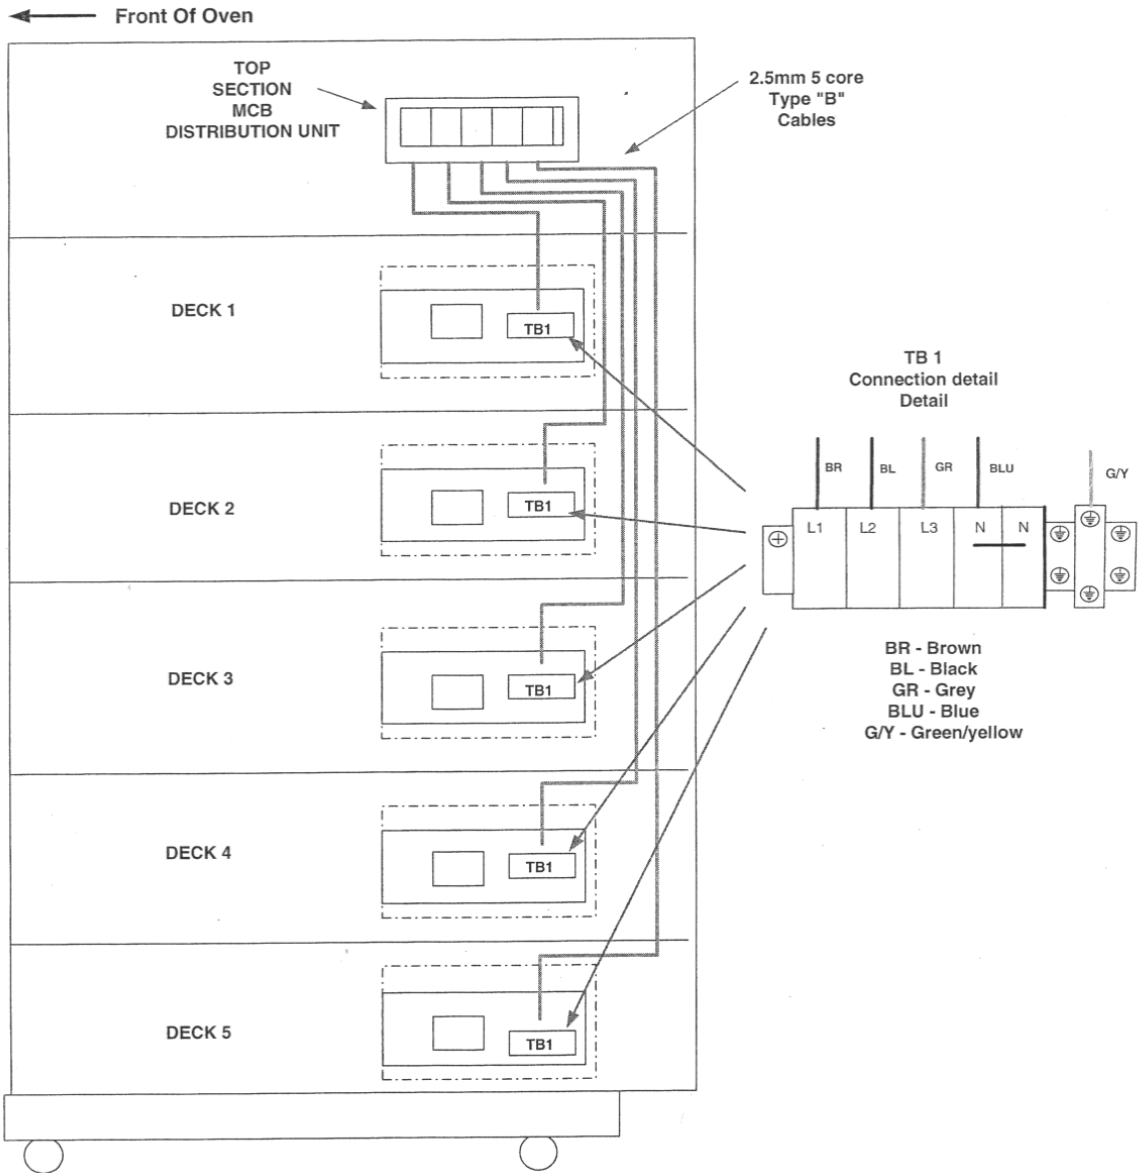 Front Of Oven
TOP
SECTION
MCB
DISTRIBUTION UNIT
2.5mm 5 core
Type "B"
Cables
DECK 1
TB1
DECK 2
TB1
DECK 3
TB1
DECK 4
TB1
DECK 5
TB1
TB 1
Connection detail
Detail
BR
BL
GR
BLU
G/Y
L1
L2
L3
N
N
BR - Brown
BL - Black
GR - Grey
BLU - Blue
G/Y - Green/yellow